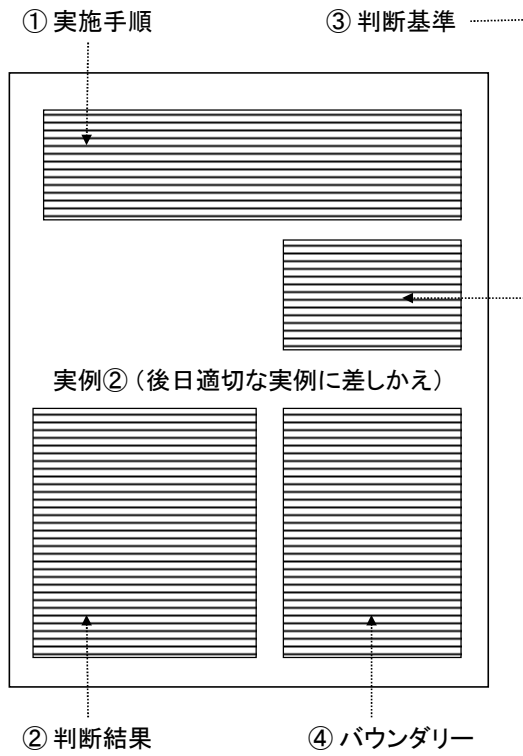 ① 実施手順
③ 判断基準
実例② （後日適切な実例に差しかえ）
② 判断結果
④ バウンダリー